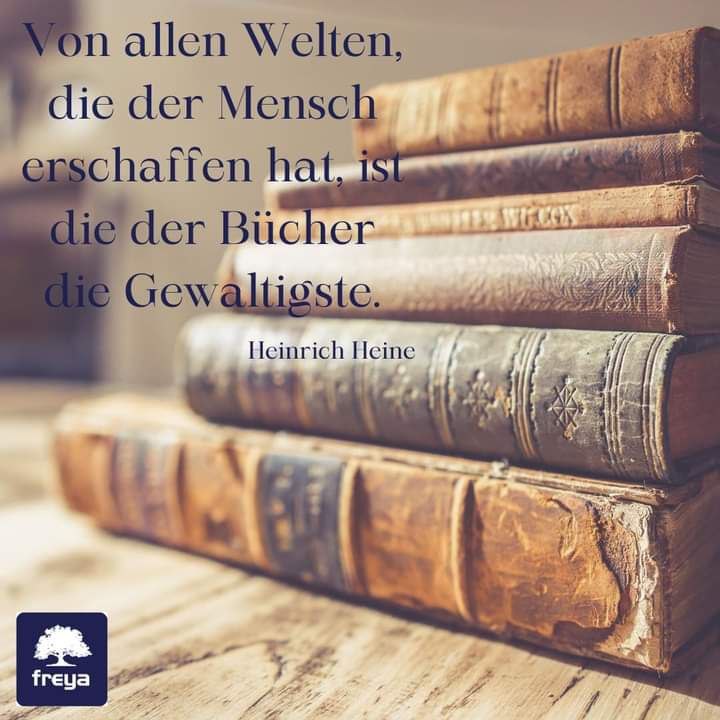 Von allen Welten,
die der Mensch
erschaffen hat, ist
die der Bücher
die Gewaltigste.
Heinrich Heine
freya